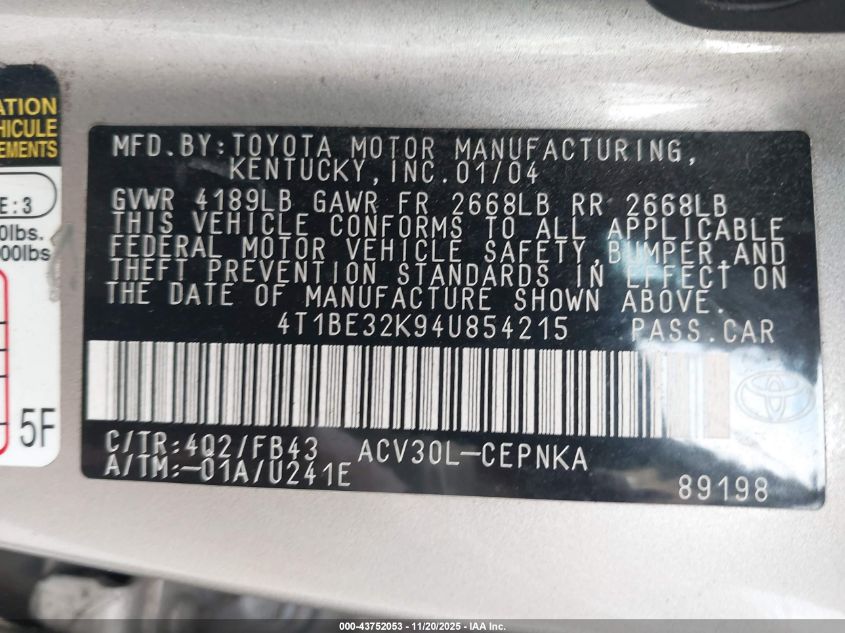 ATION
HICULE
EMENTS
E:3
0lbs.
00lbs
5F
MFD.BY:TOYOTA MOTOR MANUFACTURING,
KENTUCKY,INC.01/04
GVWR 4189LB GAWR FR 2668LB RR 2668LB
THIS VEHICLE CONFORMS TO ALL APPLICABLE
FEDERAL MOTOR VEHICLE SAFETY,BUMPER,AND
THEFT PREVENTION STANDARDS IN EFFECT ON
THE DATE OF MANUFACTURE SHOWN ABOVE.
4T1BE32K94U854215 PASS.CAR
C/TR:4Q2/FB43 ACV30L-CEPNKA
A/TM:-01A/U241E
89198
000-43752053 - 11/20/2025 - IAA Inc.